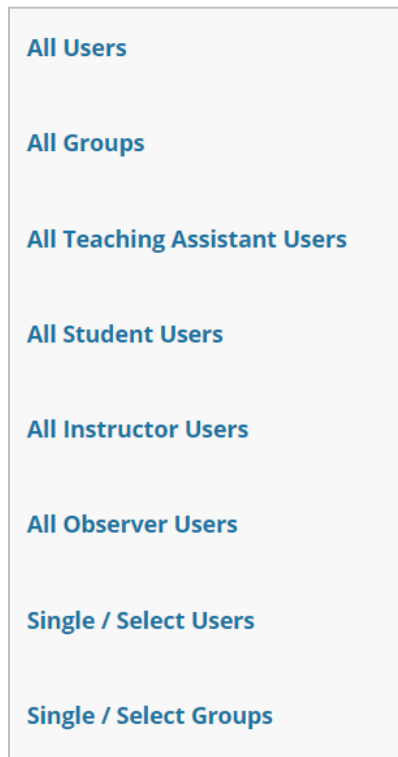 All Users
All Groups
All Teaching Assistant Users
All Student Users
All Instructor Users
All Observer Users
Single / Select Users
Single / Select Groups